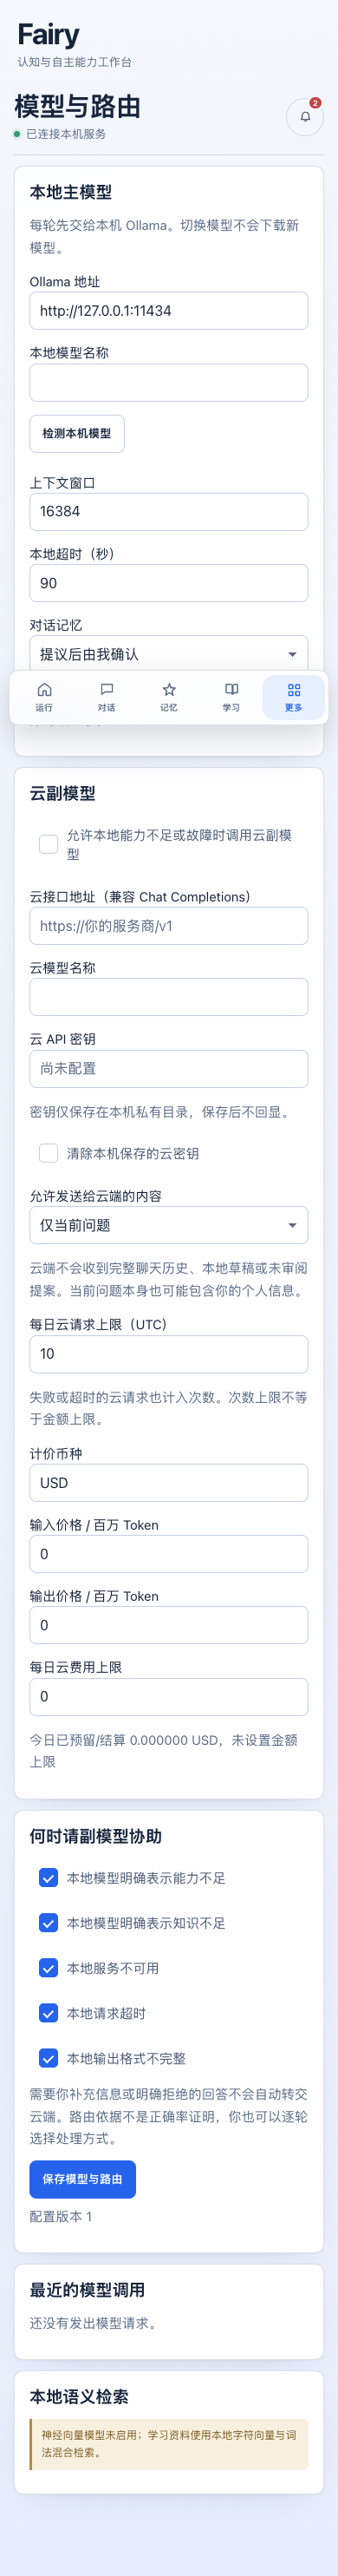 Fairy
认知与自主能力工作台
模型与路由
已连接本机服务
2
本地主模型
每轮先交给本机 Ollama。切换模型不会下载新
模型。
Ollama 地址
http://127.0.0.1:11434
本地模型名称
检测本机模型
上下文窗口
16384
本地超时（秒）
90
对话记忆
提议后由我确认
运行
对话
记忆
学习
更多
云副模型
允许本地能力不足或故障时调用云副模
型
云接口地址（兼容 Chat Completions）
https://你的服务商/v1
云模型名称
云 API 密钥
尚未配置
密钥仅保存在本机私有目录，保存后不回显。
清除本机保存的云密钥
允许发送给云端的内容
仅当前问题
云端不会收到完整聊天历史、本地草稿或未审阅
提案。当前问题本身也可能包含你的个人信息。
每日云请求上限（UTC）
10
失败或超时的云请求也计入次数。次数上限不等
于金额上限。
计价币种
USD
输入价格 / 百万 Token
0
输出价格 / 百万 Token
0
每日云费用上限
0
今日已预留/结算 0.000000 USD，未设置金额
上限
何时请副模型协助
本地模型明确表示能力不足
本地模型明确表示知识不足
本地服务不可用
本地请求超时
本地输出格式不完整
需要你补充信息或明确拒绝的回答不会自动转交
云端。路由依据不是正确率证明，你也可以逐轮
选择处理方式。
保存模型与路由
配置版本 1
最近的模型调用
还没有发出模型请求。
本地语义检索
神经向量模型未启用；学习资料使用本地字符向量与词
法混合检索。